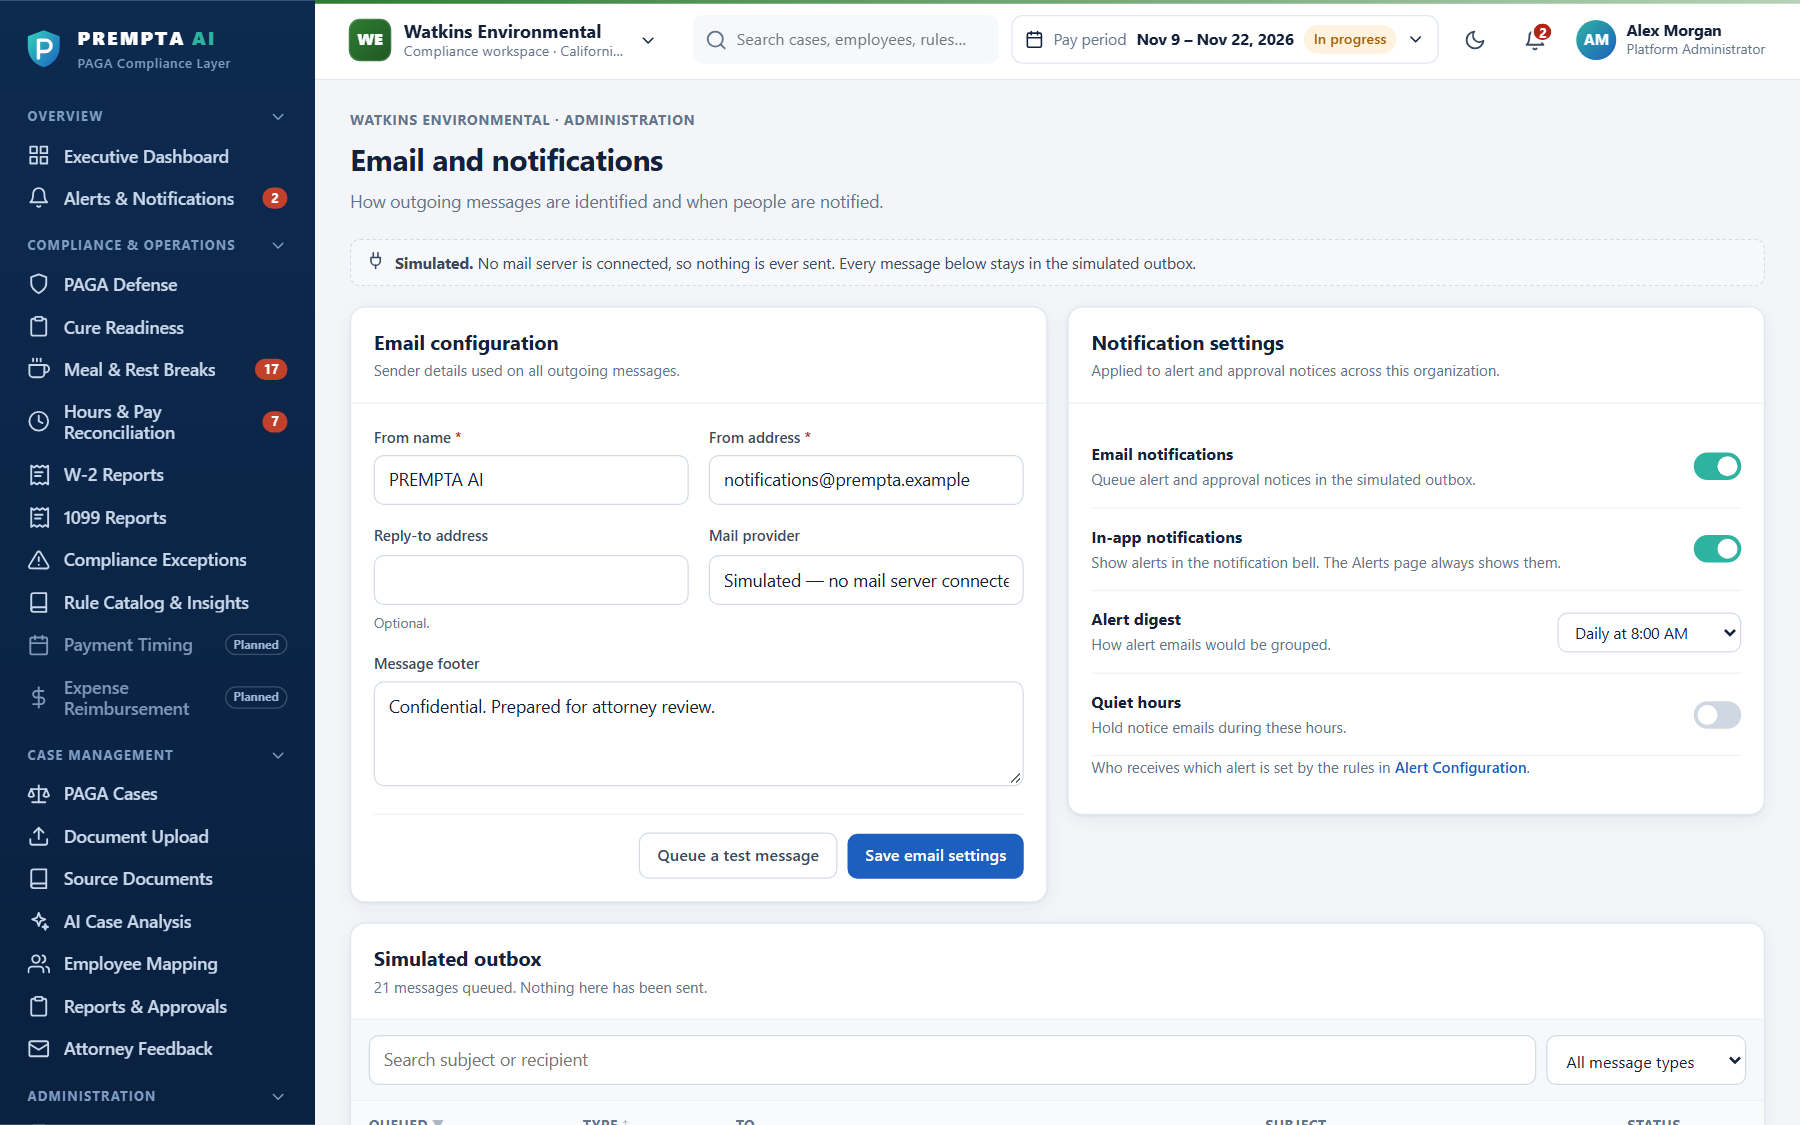 PREMPTA AI
PAGA Compliance Layer
OVERVIEW
Executive Dashboard
Alerts & Notifications 2
COMPLIANCE & OPERATIONS
PAGA Defense
Cure Readiness
Meal & Rest Breaks 17
Hours & Pay
Reconciliation 7
W-2 Reports
1099 Reports
Compliance Exceptions
Rule Catalog & Insights
Payment Timing Planned
Expense
Reimbursement Planned
CASE MANAGEMENT
PAGA Cases
Document Upload
Source Documents
AI Case Analysis
Employee Mapping
Reports & Approvals
Attorney Feedback
ADMINISTRATION
WE Watkins Environmental
Compliance workspace · Californi...
Search cases, employees, rules...
Pay period Nov 9 – Nov 22, 2026 In progress
2
AM Alex Morgan
Platform Administrator
WATKINS ENVIRONMENTAL · ADMINISTRATION
Email and notifications
How outgoing messages are identified and when people are notified.
Simulated. No mail server is connected, so nothing is ever sent. Every message below stays in the simulated outbox.
Email configuration
Sender details used on all outgoing messages.
From name * From address *
PREMPTA AI notifications@prempta.example
Reply-to address Mail provider
Simulated — no mail server connecte
Optional.
Message footer
Confidential. Prepared for attorney review.
Queue a test message Save email settings
Notification settings
Applied to alert and approval notices across this organization.
Email notifications
Queue alert and approval notices in the simulated outbox.
In-app notifications
Show alerts in the notification bell. The Alerts page always shows them.
Alert digest
How alert emails would be grouped.
Daily at 8:00 AM
Quiet hours
Hold notice emails during these hours.
Who receives which alert is set by the rules in Alert Configuration.
Simulated outbox
21 messages queued. Nothing here has been sent.
Search subject or recipient All message types
QUEUED TYPE TO SUBJECT STATUS